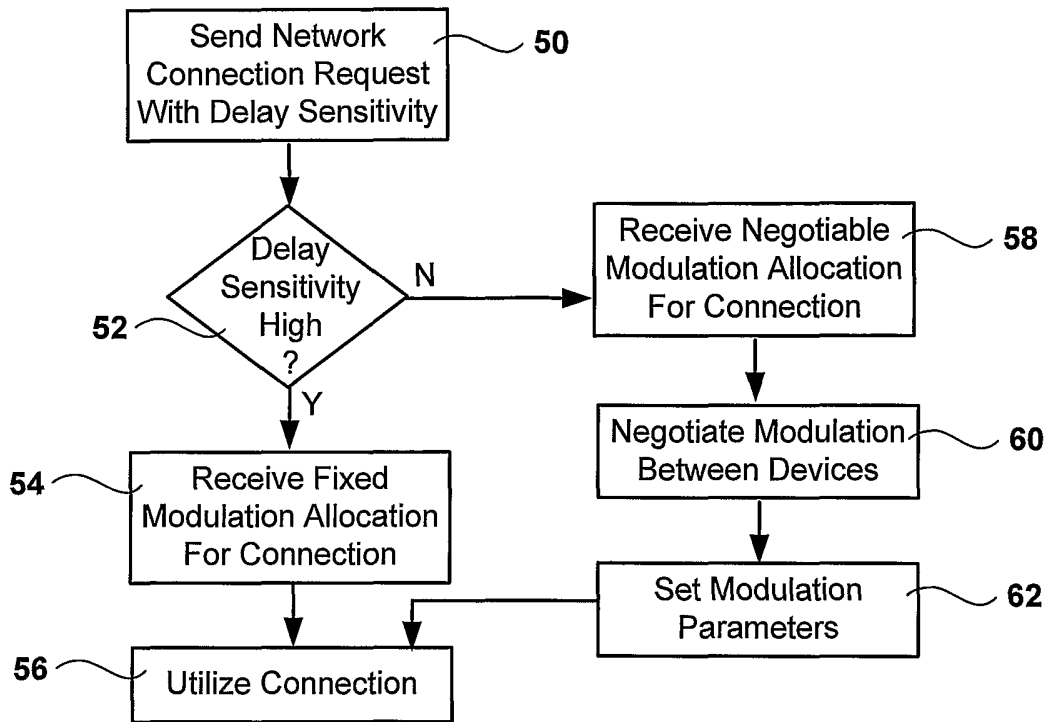 Send Network
Connection Request
With Delay Sensitivity
50
Delay
Sensitivity
High
?
52
N
Y
Receive Negotiable
Modulation Allocation
For Connection
58
Negotiate Modulation
Between Devices
60
54
Receive Fixed
Modulation Allocation
For Connection
Set Modulation
Parameters
62
56
Utilize Connection